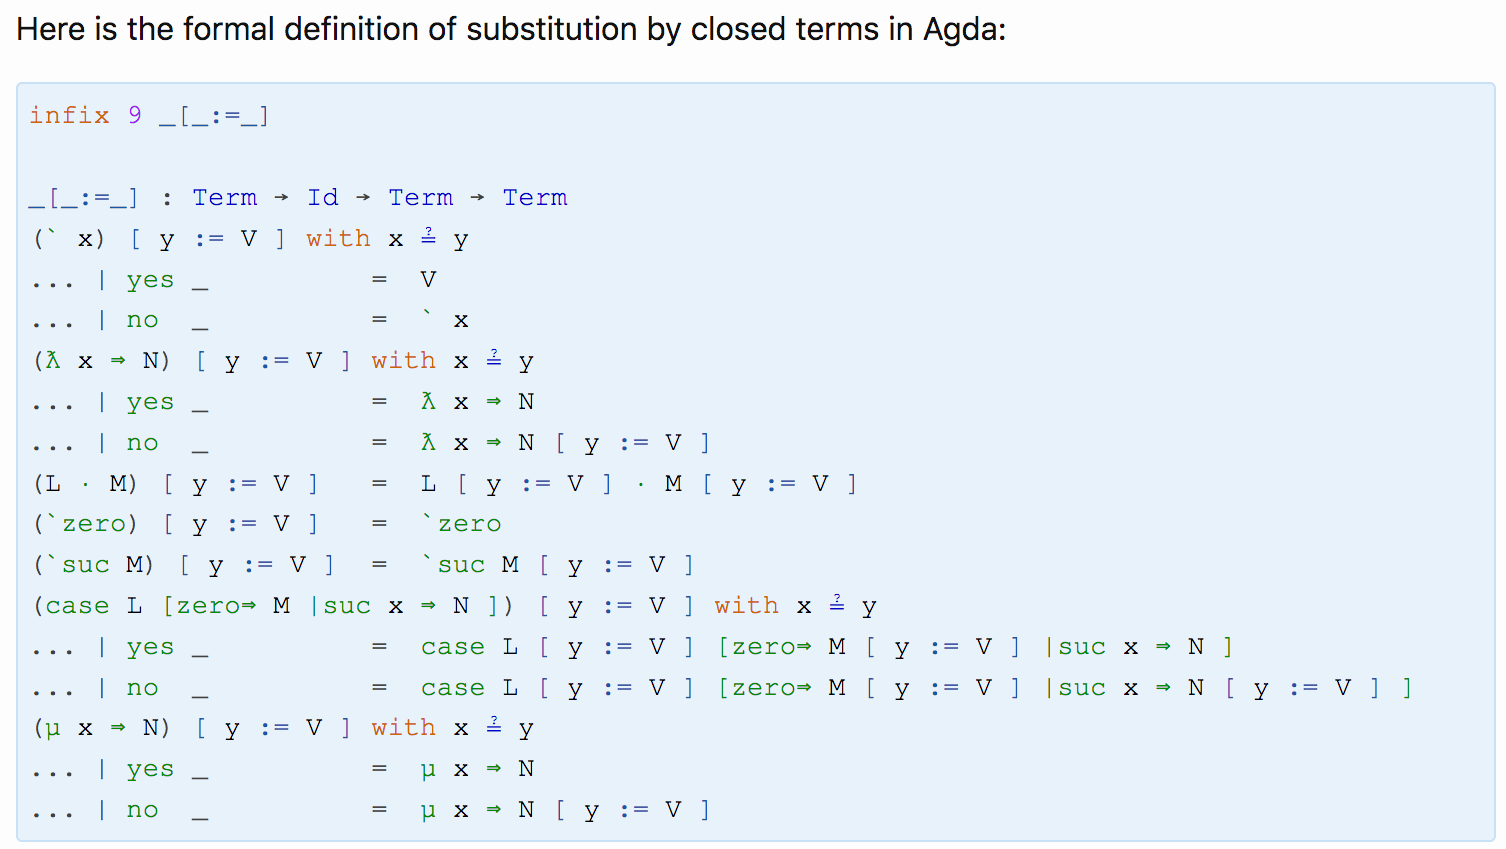 Here is the formal definition of substitution by closed terms in Agda:
infix 9 _[_:=_]
_[_:=_] : Term → Id → Term → Term
(` x) [ y := V ] with x ≟ y
... | yes _ = V
... | no _ = ` x
(ƛ x ⇒ N) [ y := V ] with x ≟ y
... | yes _ = ƛ x ⇒ N
... | no _ = ƛ x ⇒ N [ y := V ]
(L · M) [ y := V ] = L [ y := V ] · M [ y := V ]
(`zero) [ y := V ] = `zero
(`suc M) [ y := V ] = `suc M [ y := V ]
(case L [zero⇒ M |suc x ⇒ N ]) [ y := V ] with x ≟ y
... | yes _ = case L [ y := V ] [zero⇒ M [ y := V ] |suc x ⇒ N ]
... | no _ = case L [ y := V ] [zero⇒ M [ y := V ] |suc x ⇒ N [ y := V ] ]
(μ x ⇒ N) [ y := V ] with x ≟ y
... | yes _ = μ x ⇒ N
... | no _ = μ x ⇒ N [ y := V ]